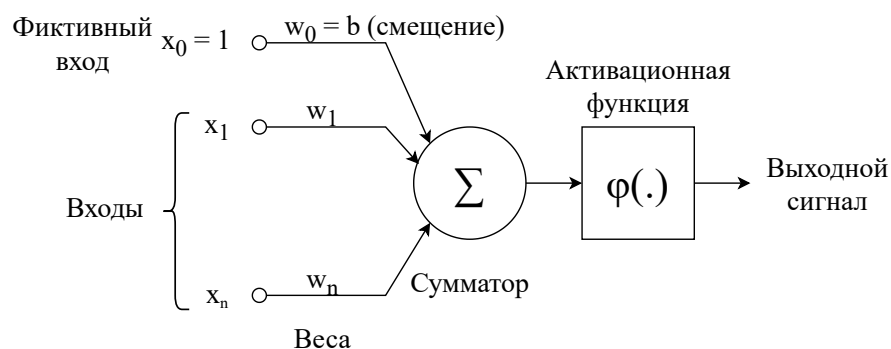 Фиктивный
вход
x0 = 1
w0 = b (смещение)
Активационная
функция
x1
w1
Входы
Σ
φ(.)
Выходной
сигнал
xn
wn
Сумматор
Веса